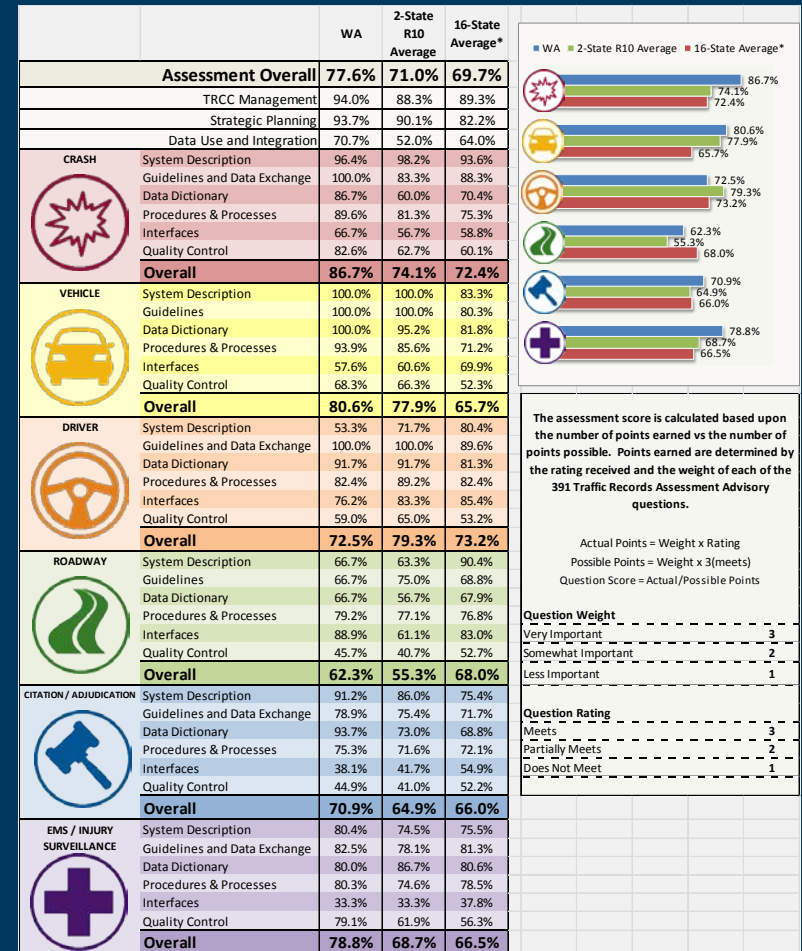 WA 2-State R10 Average 16-State Average*
Assessment Overall 77.6% 71.0% 69.7%
TRCC Management 94.0% 88.3% 89.3%
Strategic Planning 93.7% 90.1% 82.2%
Data Use and Integration 70.7% 52.0% 64.0%
CRASH
System Description 96.4% 98.2% 93.6%
Guidelines and Data Exchange 100.0% 83.3% 88.3%
Data Dictionary 86.7% 60.0% 70.4%
Procedures & Processes 89.6% 81.3% 75.3%
Interfaces 66.7% 56.7% 58.8%
Quality Control 82.6% 62.7% 60.1%
Overall 86.7% 74.1% 72.4%
VEHICLE
System Description 100.0% 100.0% 83.3%
Guidelines 100.0% 100.0% 80.3%
Data Dictionary 100.0% 95.2% 81.8%
Procedures & Processes 93.9% 85.6% 71.2%
Interfaces 57.6% 60.6% 69.9%
Quality Control 68.3% 66.3% 52.3%
Overall 80.6% 77.9% 65.7%
DRIVER
System Description 53.3% 71.7% 80.4%
Guidelines and Data Exchange 100.0% 100.0% 89.6%
Data Dictionary 91.7% 91.7% 81.3%
Procedures & Processes 82.4% 89.2% 82.4%
Interfaces 76.2% 83.3% 85.4%
Quality Control 59.0% 65.0% 53.2%
Overall 72.5% 79.3% 73.2%
ROADWAY
System Description 66.7% 63.3% 90.4%
Guidelines 66.7% 75.0% 68.8%
Data Dictionary 66.7% 56.7% 67.9%
Procedures & Processes 79.2% 77.1% 76.8%
Interfaces 88.9% 61.1% 83.0%
Quality Control 45.7% 40.7% 52.7%
Overall 62.3% 55.3% 68.0%
CITATION / ADJUDICATION
System Description 91.2% 86.0% 75.4%
Guidelines and Data Exchange 78.9% 75.4% 71.7%
Data Dictionary 93.7% 73.0% 68.8%
Procedures & Processes 75.3% 71.6% 72.1%
Interfaces 38.1% 41.7% 54.9%
Quality Control 44.9% 41.0% 52.2%
Overall 70.9% 64.9% 66.0%
EMS / INJURY
SURVEILLANCE
System Description 80.4% 74.5% 75.5%
Guidelines and Data Exchange 82.5% 78.1% 81.3%
Data Dictionary 80.0% 86.7% 80.6%
Procedures & Processes 80.3% 74.6% 78.5%
Interfaces 33.3% 33.3% 37.8%
Quality Control 79.1% 61.9% 56.3%
Overall 78.8% 68.7% 66.5%
WA 2-State R10 Average 16-State Average*
86.7%
74.1%
72.4%
80.6%
77.9%
65.7%
72.5%
79.3%
73.2%
62.3%
55.3%
68.0%
70.9%
64.9%
66.0%
78.8%
68.7%
66.5%
The assessment score is calculated based upon
the number of points earned vs the number of
points possible. Points earned are determined by
the rating received and the weight of each of the
391 Traffic Records Assessment Advisory
questions.
Actual Points = Weight x Rating
Possible Points = Weight x 3(meets)
Question Score = Actual/Possible Points
Question Weight
Very Important 3
Somewhat Important 2
Less Important 1
Question Rating
Meets 3
Partially Meets 2
Does Not Meet 1